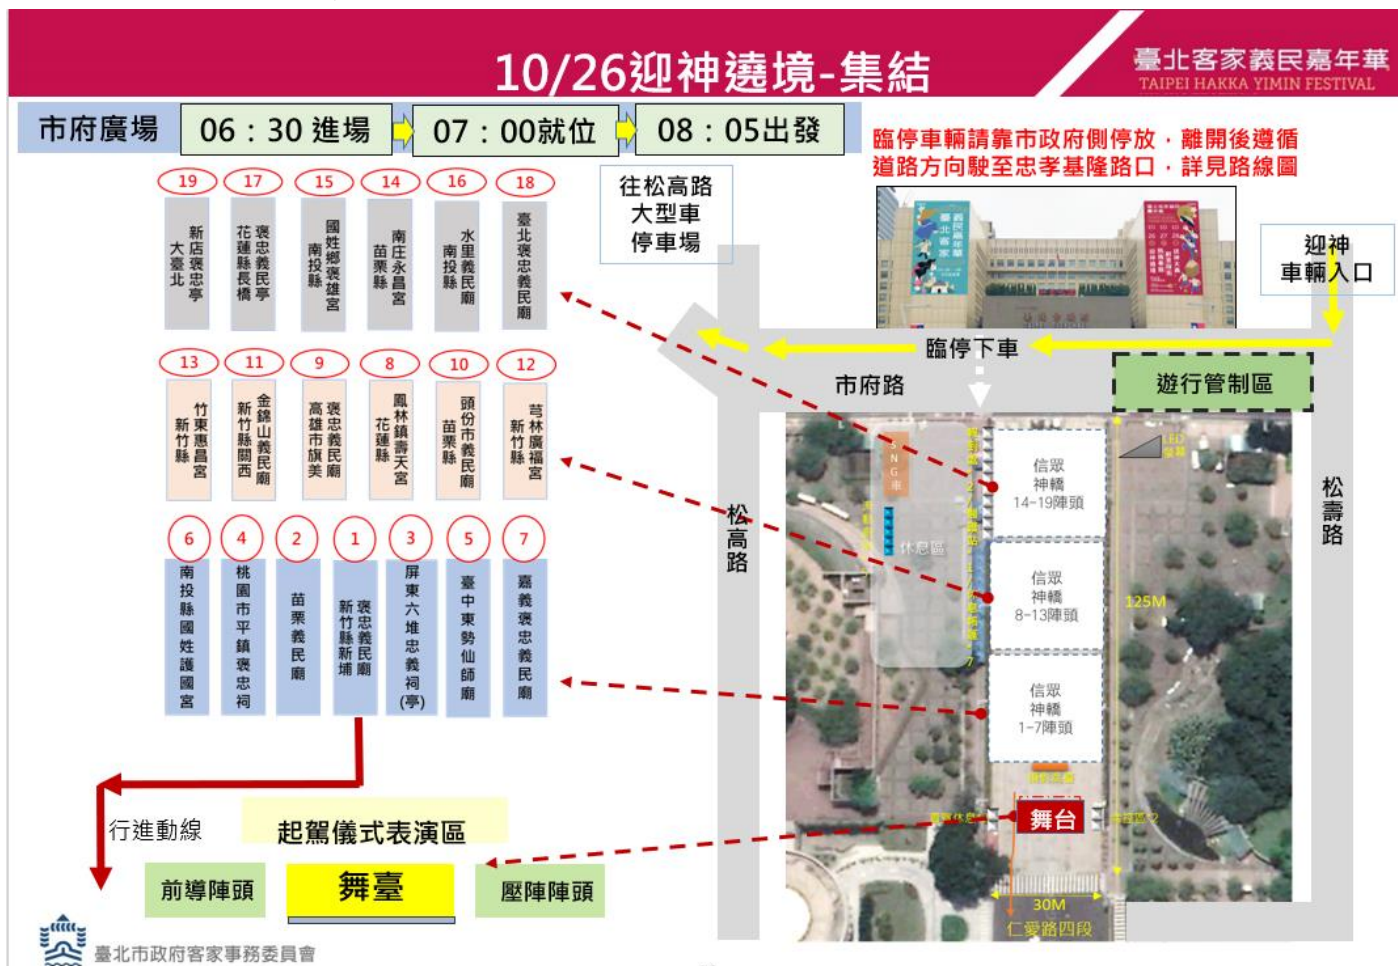 10/26迎神遶境-集結
臺北客家義民嘉年華
TAIPEI HAKKA YIMIN FESTIVAL
市府廣場
06：30 進場
07：00就位
08：05出發
臨停車輛請靠市政府側停放，離開後遵循
道路方向駛至忠孝基隆路口，詳見路線圖
19
17
15
14
16
18
大臺北
新店褒忠亭
花蓮縣長橋
褒忠義民亭
南投縣
國姓鄉褒雄宮
苗栗縣
南庄永昌宮
南投縣
水里義民廟
臺北褒忠義民廟
往松高路
大型車
停車場
迎神
車輛入口
臨停下車
市府路
遊行管制區
13
11
9
8
10
12
新竹縣
竹東惠昌宮
新竹縣關西
金錦山義民廟
高雄市旗美
褒忠義民廟
花蓮縣
鳳林鎮壽天宮
苗栗縣
頭份市義民廟
新竹縣
芎林廣福宮
6
4
2
1
3
5
7
南投縣國姓護國宮
桃園市平鎮褒忠祠
苗栗義民廟
新竹縣新埔
褒忠義民廟
屏東六堆忠義祠(亭)
臺中東勢仙師廟
嘉義褒忠義民廟
松高路
松壽路
SNG車
LED
休息區
信眾
神轎
14-19陣頭
信眾
神轎
8-13陣頭
信眾
神轎
1-7陣頭
125M
舞台
30M
仁愛路四段
行進動線
起駕儀式表演區
前導陣頭
舞臺
壓陣陣頭
臺北市政府客家事務委員會